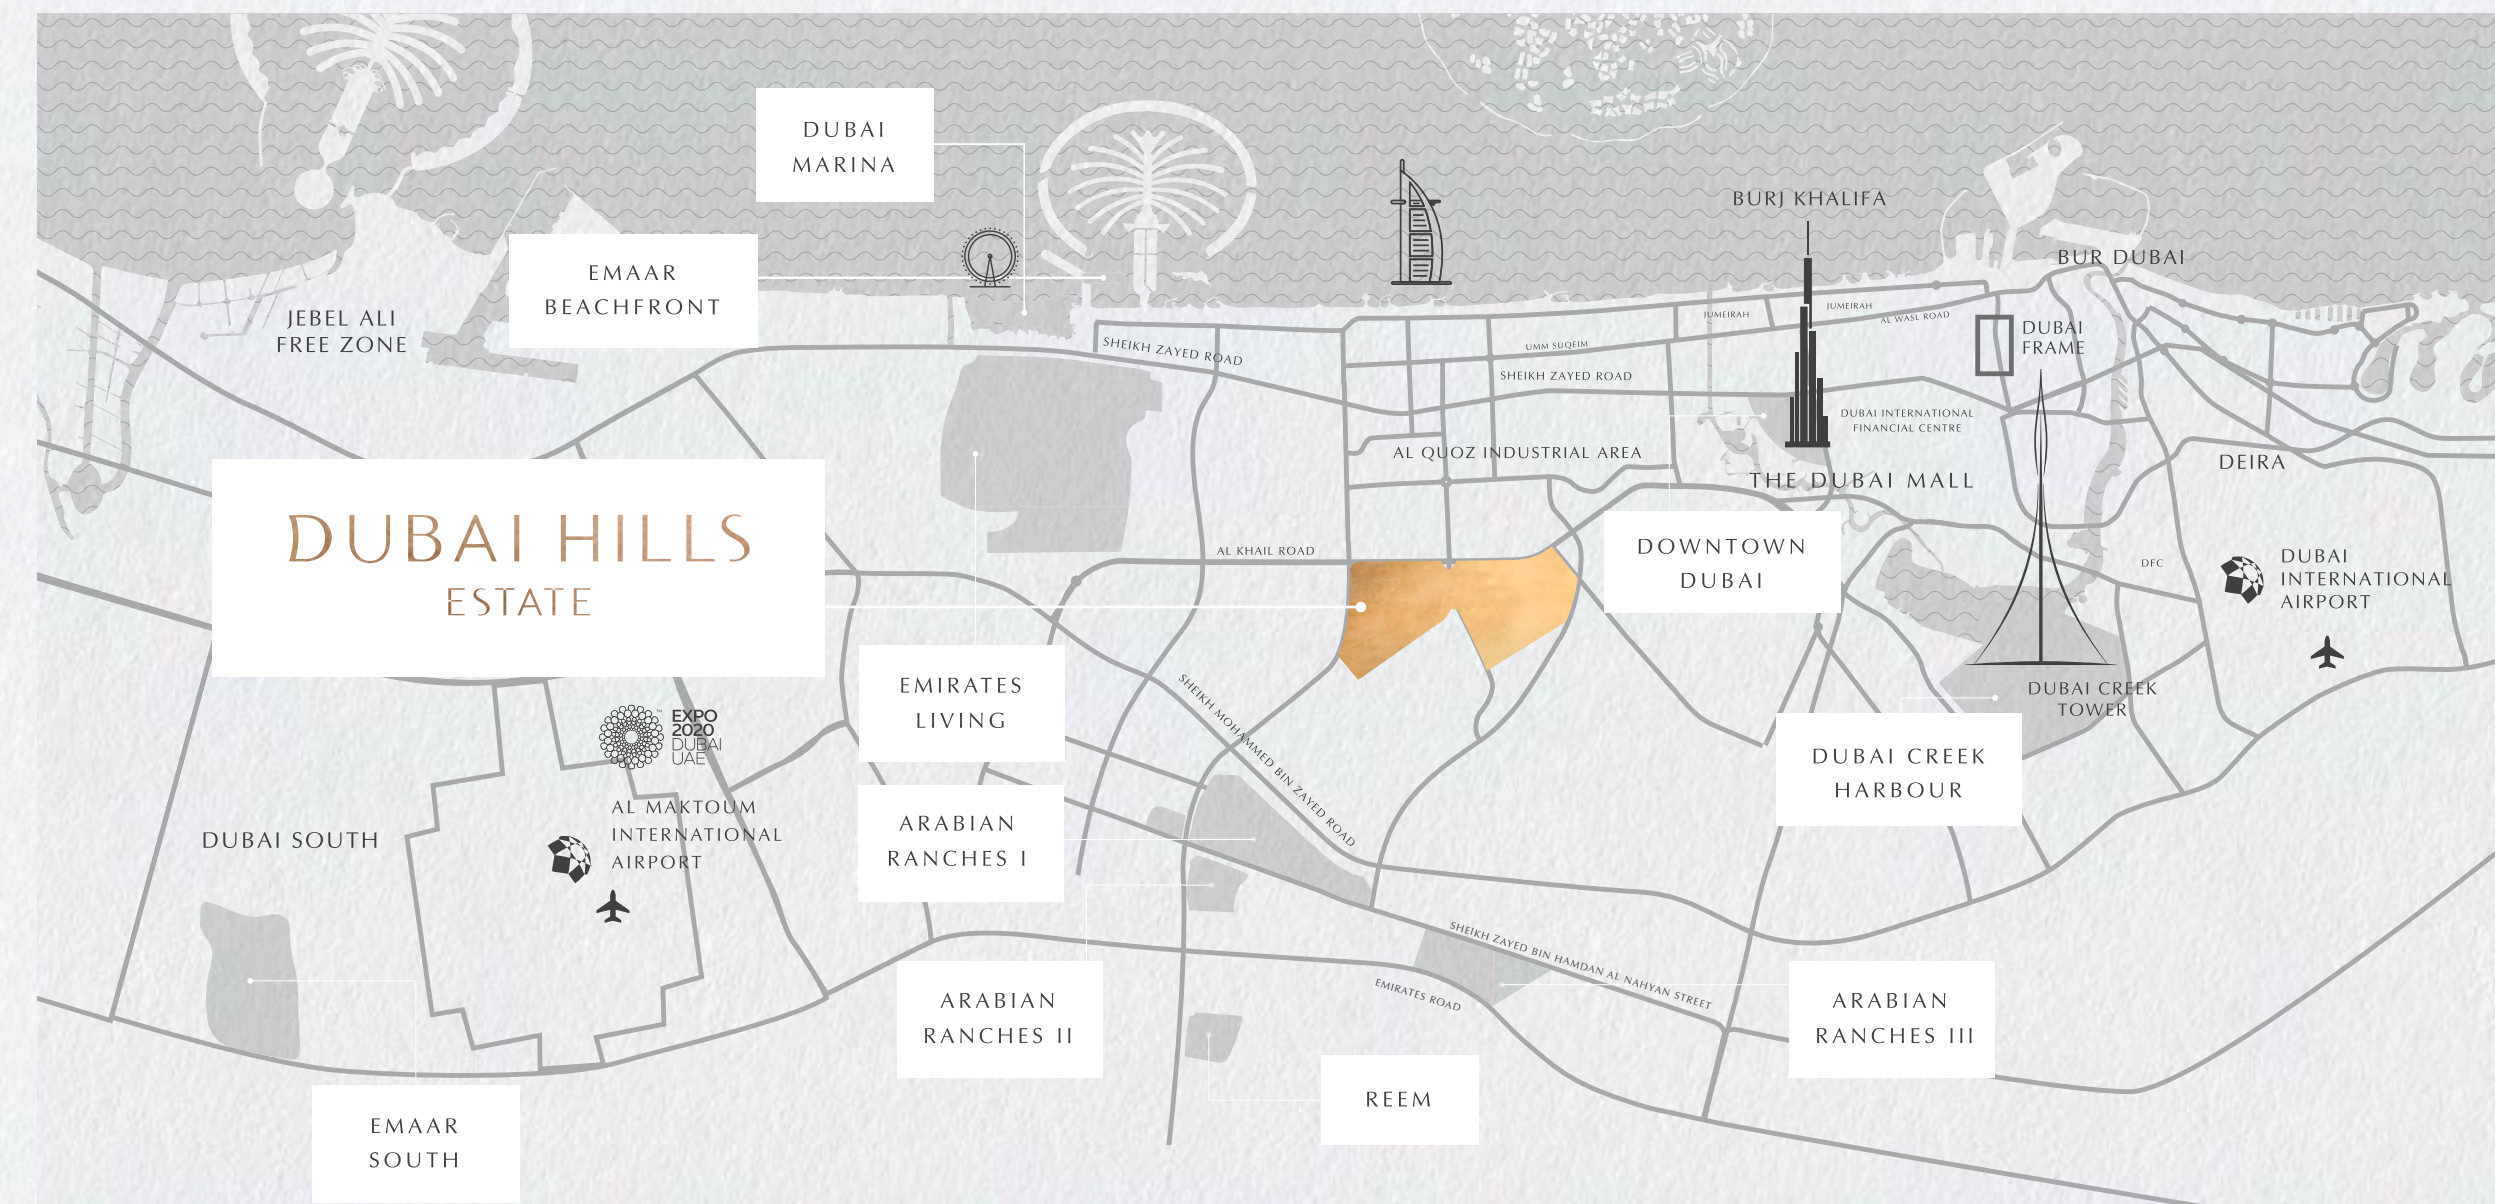 DUBAI
MARINA
BURJ KHALIFA
EMAAR
BEACHFRONT
BUR DUBAI
JEBEL ALI
FREE ZONE
JUMEIRAH
JUMEIRAH
AL WASL ROAD
DUBAI
FRAME
SHEIKH ZAYED ROAD
UMM SUQEIM
SHEIKH ZAYED ROAD
DUBAI INTERNATIONAL
FINANCIAL CENTRE
AL QUOZ INDUSTRIAL AREA
DEIRA
THE DUBAI MALL
DUBAI HILLS
ESTATE
AL KHAIL ROAD
DOWNTOWN
DUBAI
DFC
DUBAI
INTERNATIONAL
AIRPORT
EMIRATES
LIVING
SHEIKH MOHAMMED BIN ZAYED ROAD
DUBAI CREEK
TOWER
EXPO
2020
DUBAI
UAE
TM
DUBAI CREEK
HARBOUR
AL MAKTOUM
INTERNATIONAL
AIRPORT
DUBAI SOUTH
ARABIAN
RANCHES I
SHEIKH ZAYED BIN HAMDAN AL NAHYAN STREET
EMIRATES ROAD
ARABIAN
RANCHES II
ARABIAN
RANCHES III
REEM
EMAAR
SOUTH